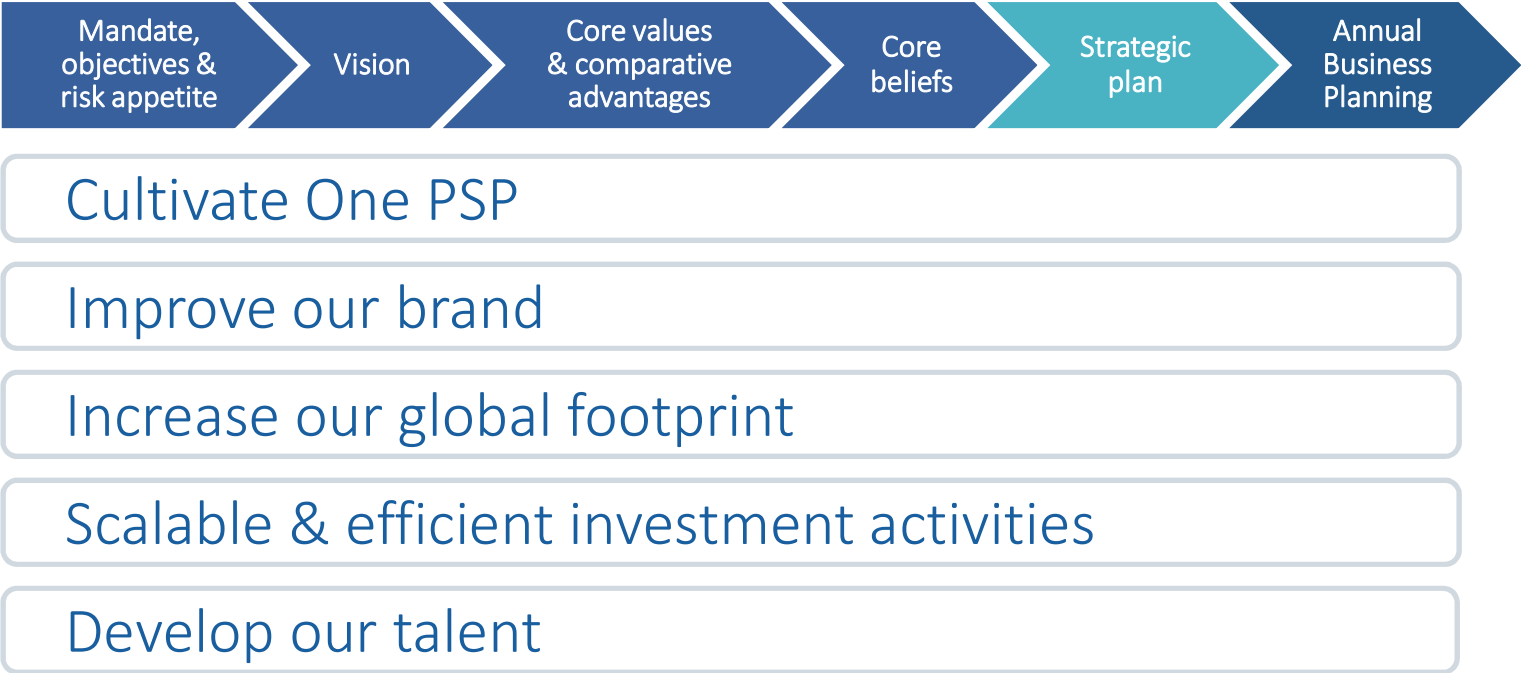 Mandate,
objectives &
risk appetite
Vision
Core values
& comparative
advantages
Core
beliefs
Strategic
plan
Annual
Business
Planning
Cultivate One PSP
Improve our brand
Increase our global footprint
Scalable & efficient investment activities
Develop our talent